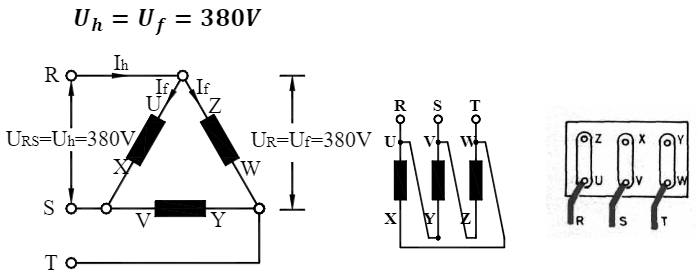 Uh = Uf = 380V
R Ih
If If
U Z
URS=Uh=380V UR=Uf=380V
X W
S V Y
T
R S T
U V W
X Y Z
Z X Y
U V W
R S T